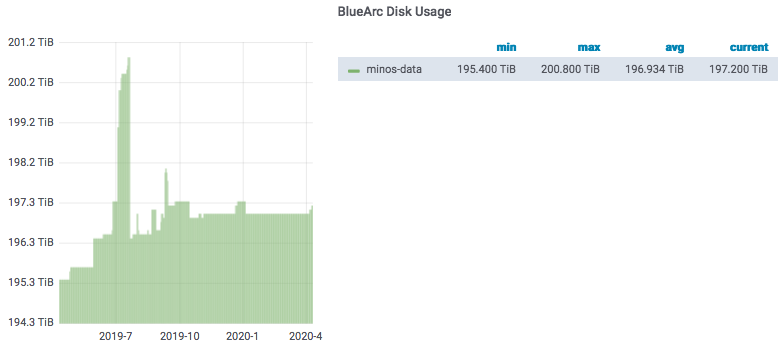 BlueArc Disk Usage
min max avg current
minos-data 195.400 TiB 200.800 TiB 196.934 TiB 197.200 TiB
201.2 TiB
200.2 TiB
199.2 TiB
198.2 TiB
197.3 TiB
196.3 TiB
195.3 TiB
194.3 TiB
2019-7 2019-10 2020-1 2020-4